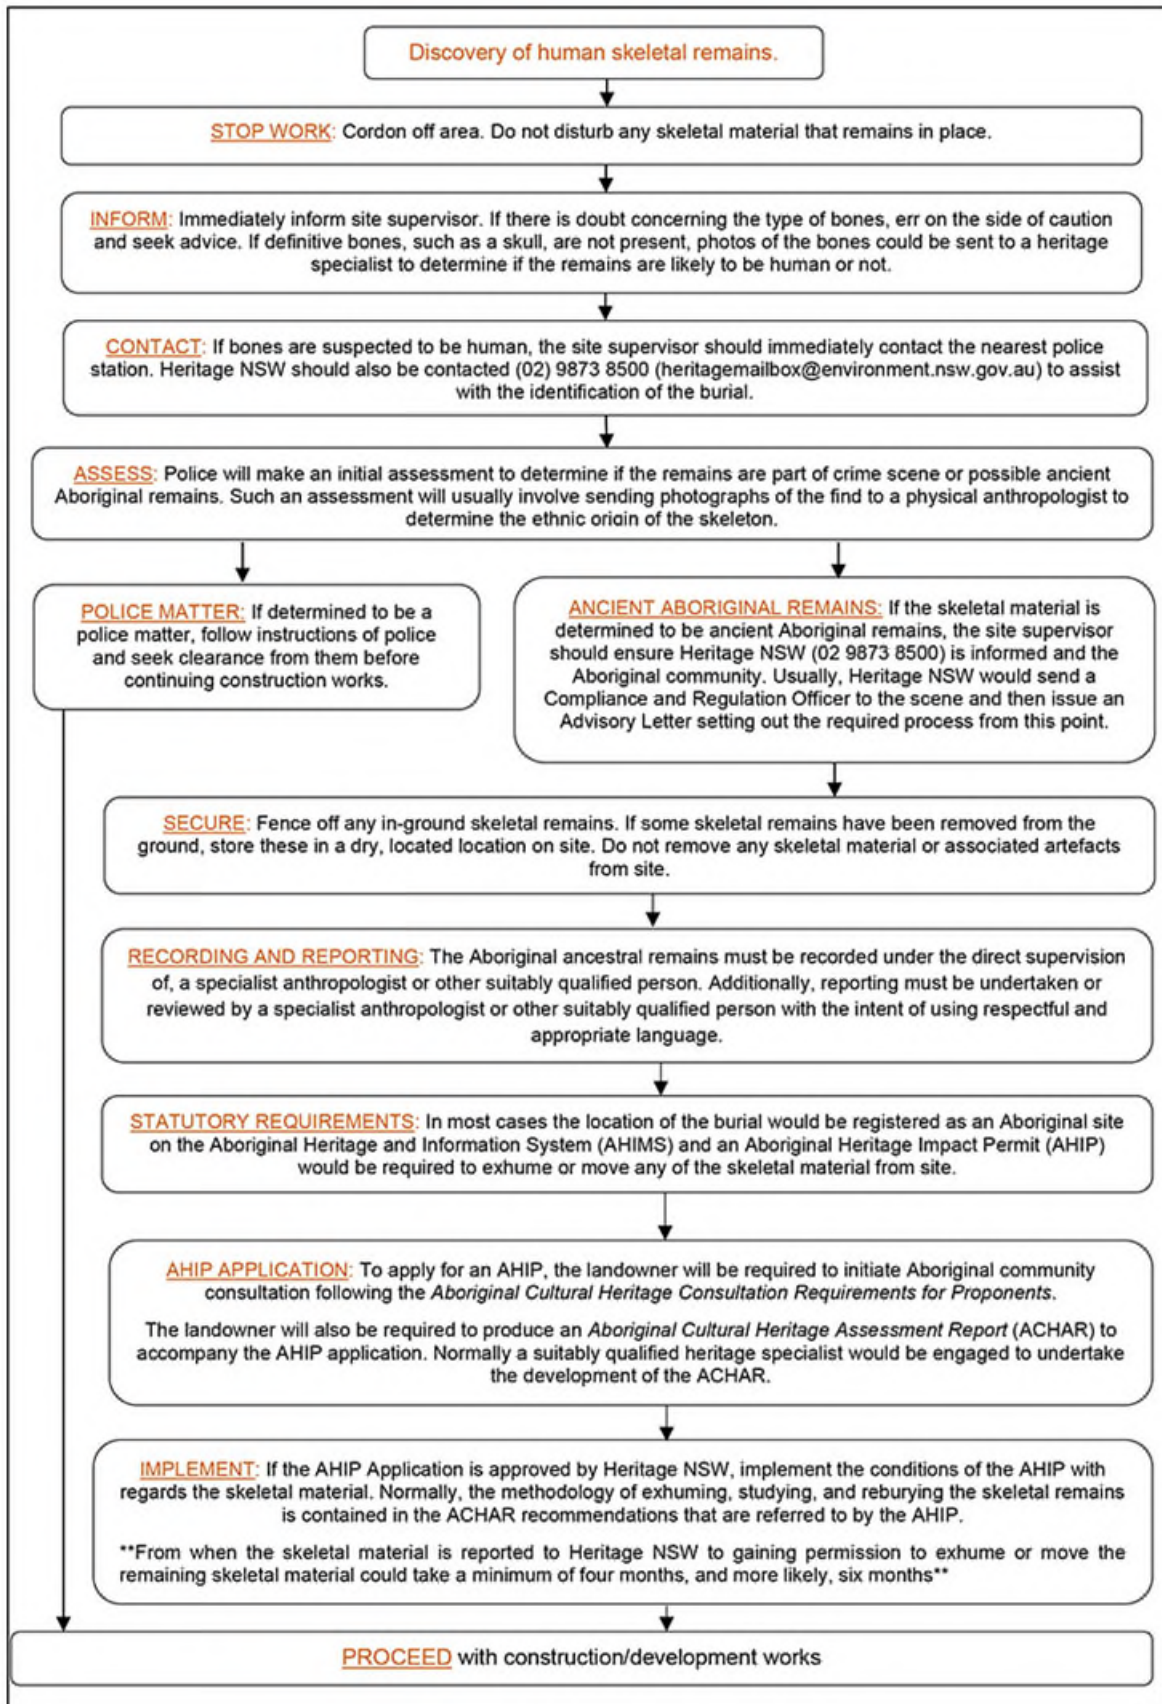 Discovery of human skeletal remains.
STOP WORK: Cordon off area. Do not disturb any skeletal material that remains in place.
INFORM: Immediately inform site supervisor. If there is doubt concerning the type of bones, err on the side of caution
and seek advice. If definitive bones, such as a skull, are not present, photos of the bones could be sent to a heritage
specialist to determine if the remains are likely to be human or not.
CONTACT: If bones are suspected to be human, the site supervisor should immediately contact the nearest police
station. Heritage NSW should also be contacted (02) 9873 8500 (heritagemailbox@environment.nsw.gov.au) to assist
with the identification of the burial.
ASSESS: Police will make an initial assessment to determine if the remains are part of crime scene or possible ancient
Aboriginal remains. Such an assessment will usually involve sending photographs of the find to a physical anthropologist to
determine the ethnic origin of the skeleton.
POLICE MATTER: If determined to be a
police matter, follow instructions of police
and seek clearance from them before
continuing construction works.
ANCIENT ABORIGINAL REMAINS: If the skeletal material is
determined to be ancient Aboriginal remains, the site supervisor
should ensure Heritage NSW (02 9873 8500) is informed and the
Aboriginal community. Usually, Heritage NSW would send a
Compliance and Regulation Officer to the scene and then issue an
Advisory Letter setting out the required process from this point.
SECURE: Fence off any in-ground skeletal remains. If some skeletal remains have been removed from the
ground, store these in a dry, located location on site. Do not remove any skeletal material or associated artefacts
from site.
RECORDING AND REPORTING: The Aboriginal ancestral remains must be recorded under the direct supervision
of, a specialist anthropologist or other suitably qualified person. Additionally, reporting must be undertaken or
reviewed by a specialist anthropologist or other suitably qualified person with the intent of using respectful and
appropriate language.
STATUTORY REQUIREMENTS: In most cases the location of the burial would be registered as an Aboriginal site
on the Aboriginal Heritage and Information System (AHIMS) and an Aboriginal Heritage Impact Permit (AHIP)
would be required to exhume or move any of the skeletal material from site.
AHIP APPLICATION: To apply for an AHIP, the landowner will be required to initiate Aboriginal community
consultation following the Aboriginal Cultural Heritage Consultation Requirements for Proponents.
The landowner will also be required to produce an Aboriginal Cultural Heritage Assessment Report (ACHAR) to
accompany the AHIP application. Normally a suitably qualified heritage specialist would be engaged to undertake
the development of the ACHAR.
IMPLEMENT: If the AHIP Application is approved by Heritage NSW, implement the conditions of the AHIP with
regards the skeletal material. Normally, the methodology of exhuming, studying, and reburying the skeletal remains
is contained in the ACHAR recommendations that are referred to by the AHIP.
**From when the skeletal material is reported to Heritage NSW to gaining permission to exhume or move the
remaining skeletal material could take a minimum of four months, and more likely, six months**
PROCEED with construction/development works